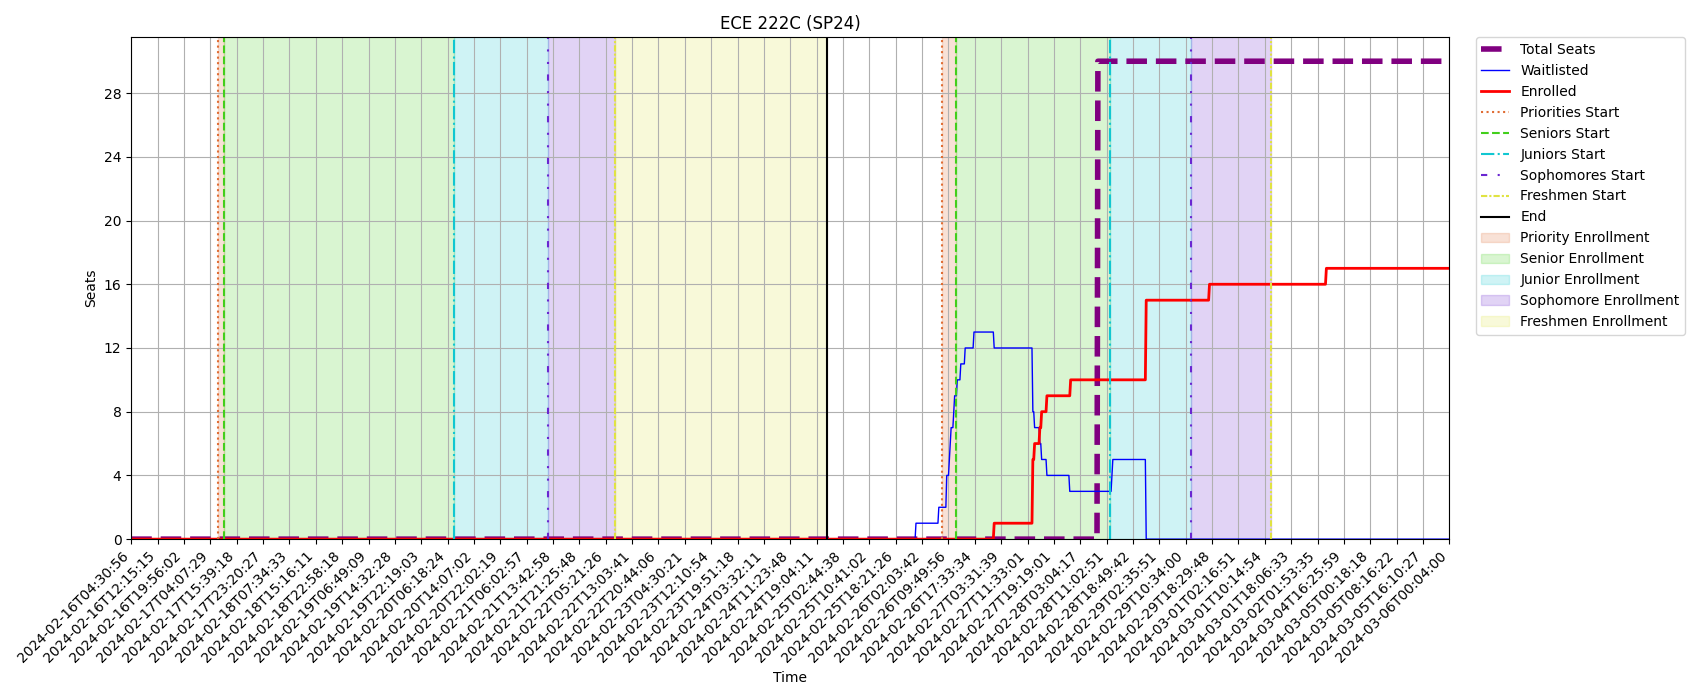 ECE 222C (SP24)
Seats
28
24
20
16
12
8
4
0
2024-02-16T04:30:56
2024-02-16T12:15:15
2024-02-16T19:56:02
2024-02-17T04:07:29
2024-02-17T15:39:18
2024-02-17T23:20:27
2024-02-18T07:34:33
2024-02-18T15:16:11
2024-02-18T22:58:18
2024-02-19T06:49:09
2024-02-19T14:32:28
2024-02-19T22:19:03
2024-02-20T06:18:24
2024-02-20T14:07:02
2024-02-20T22:02:19
2024-02-21T06:02:57
2024-02-21T13:42:58
2024-02-21T21:25:48
2024-02-22T05:21:26
2024-02-22T13:03:41
2024-02-22T20:44:06
2024-02-23T04:30:21
2024-02-23T12:10:54
2024-02-23T19:51:18
2024-02-24T03:32:11
2024-02-24T11:23:48
2024-02-24T19:04:11
2024-02-25T02:44:38
2024-02-25T10:41:02
2024-02-25T18:21:26
2024-02-26T02:03:42
2024-02-26T09:49:56
2024-02-26T17:33:34
2024-02-27T03:31:39
2024-02-27T11:33:01
2024-02-27T19:19:01
2024-02-28T03:04:17
2024-02-28T11:02:51
2024-02-28T18:49:42
2024-02-29T02:35:51
2024-02-29T10:34:00
2024-02-29T18:29:48
2024-03-01T02:16:51
2024-03-01T10:14:54
2024-03-01T18:06:33
2024-03-02T01:53:35
2024-03-04T16:25:59
2024-03-05T00:18:18
2024-03-05T08:16:22
2024-03-05T16:10:27
2024-03-06T00:04:00
Time
Total Seats
Waitlisted
Enrolled
Priorities Start
Seniors Start
Juniors Start
Sophomores Start
Freshmen Start
End
Priority Enrollment
Senior Enrollment
Junior Enrollment
Sophomore Enrollment
Freshmen Enrollment